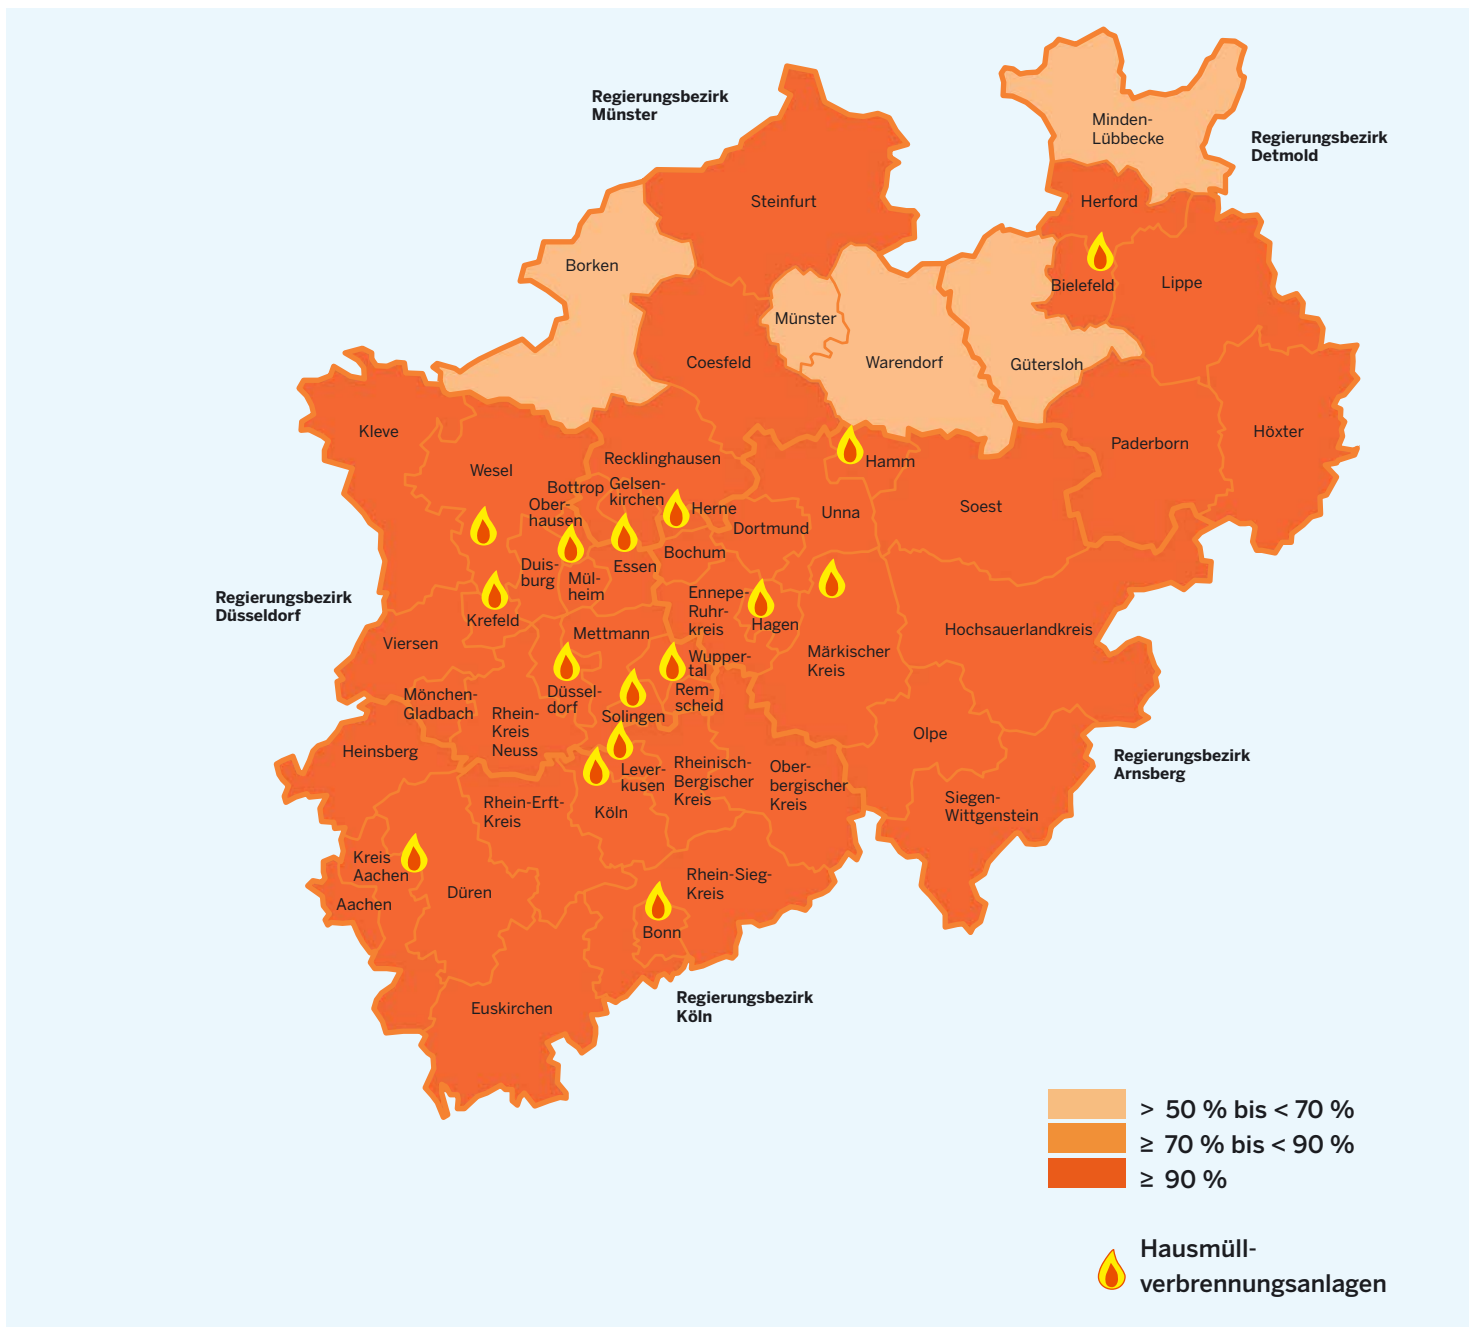 Regierungsbezirk
Münster
Minden-
Lübbecke
Regierungsbezirk
Detmold
Steinfurt
Herford
Borken
Bielefeld
Lippe
Münster
Coesfeld
Warendorf
Gütersloh
Kleve
Paderborn
Höxter
Recklinghausen
Hamm
Wesel
Bottrop
Gelsen-
kirchen
Ober-
hausen
Herne
Unna
Soest
Dortmund
Bochum
Duis-
burg
Essen
Mül-
heim
Regierungsbezirk
Düsseldorf
Krefeld
Ennepe-
Ruhr-
kreis
Hagen
Hochsauerlandkreis
Viersen
Mettmann
Märkischer
Kreis
Wupper-
tal
Mönchen-
Gladbach
Düssel-
dorf
Rem-
scheid
Solingen
Rhein-
Kreis
Neuss
Olpe
Heinsberg
Regierungsbezirk
Arnsberg
Lever-
kusen
Rheinisch-
Bergischer
Kreis
Ober-
bergischer
Kreis
Rhein-Erft-
Kreis
Köln
Siegen-
Wittgenstein
Kreis
Aachen
Düren
Rhein-Sieg-
Kreis
Aachen
Bonn
Regierungsbezirk
Köln
Euskirchen
> 50 % bis < 70 %
≥ 70 % bis < 90 %
≥ 90 %
Hausmüll-
verbrennungsanlagen